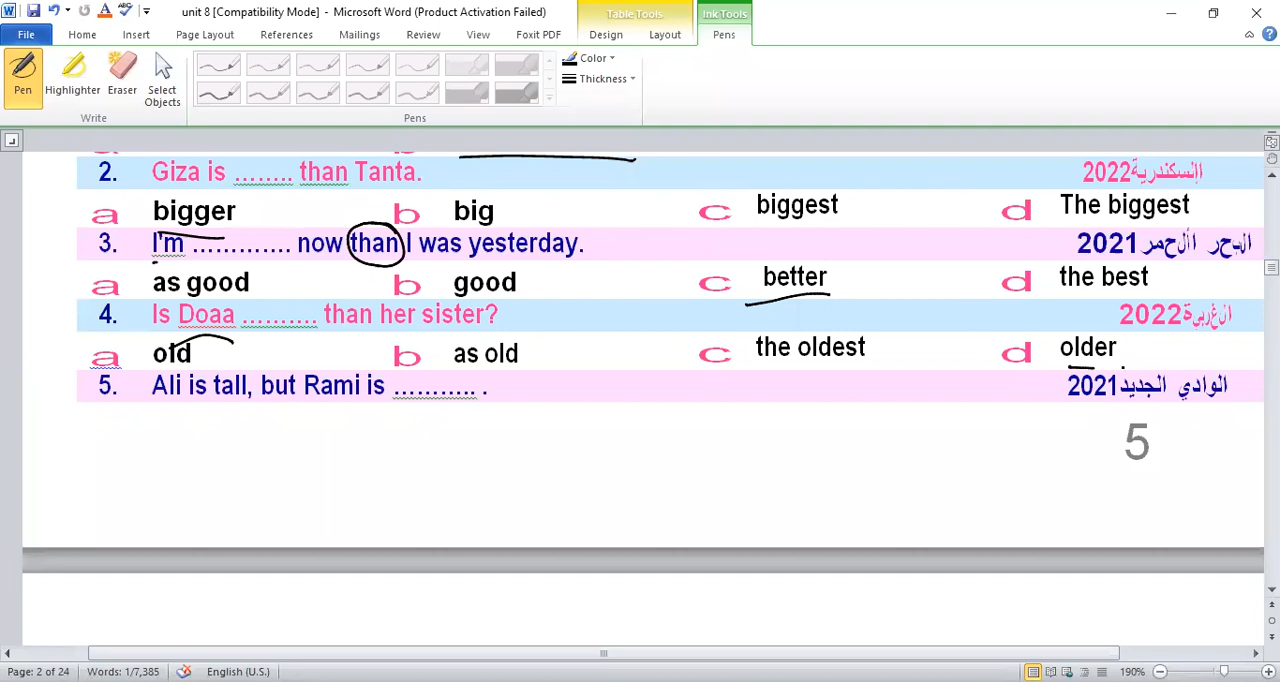 unit 8 [Compatibility Mode] - Microsoft Word (Product Activation Failed)
Table Tools
Ink Tools
File Home Insert Page Layout References Mailings Review View Foxit PDF Design Layout Pens
Pen Highlighter Eraser Select Objects
Color
Thickness
Write
Pens
2. Giza is ........ than Tanta. اإلسكندرية2022
a bigger b big c biggest d The biggest
3. I'm ............. now than I was yesterday. البحر األحمر 2021
a as good b good c better d the best
4. Is Doaa .......... than her sister? الغربية2022
a old b as old c the oldest d older
5. Ali is tall, but Rami is ........... . الوادي الجديد2021
5
Page: 2 of 24 Words: 1/7,385 English (U.S.) 190%